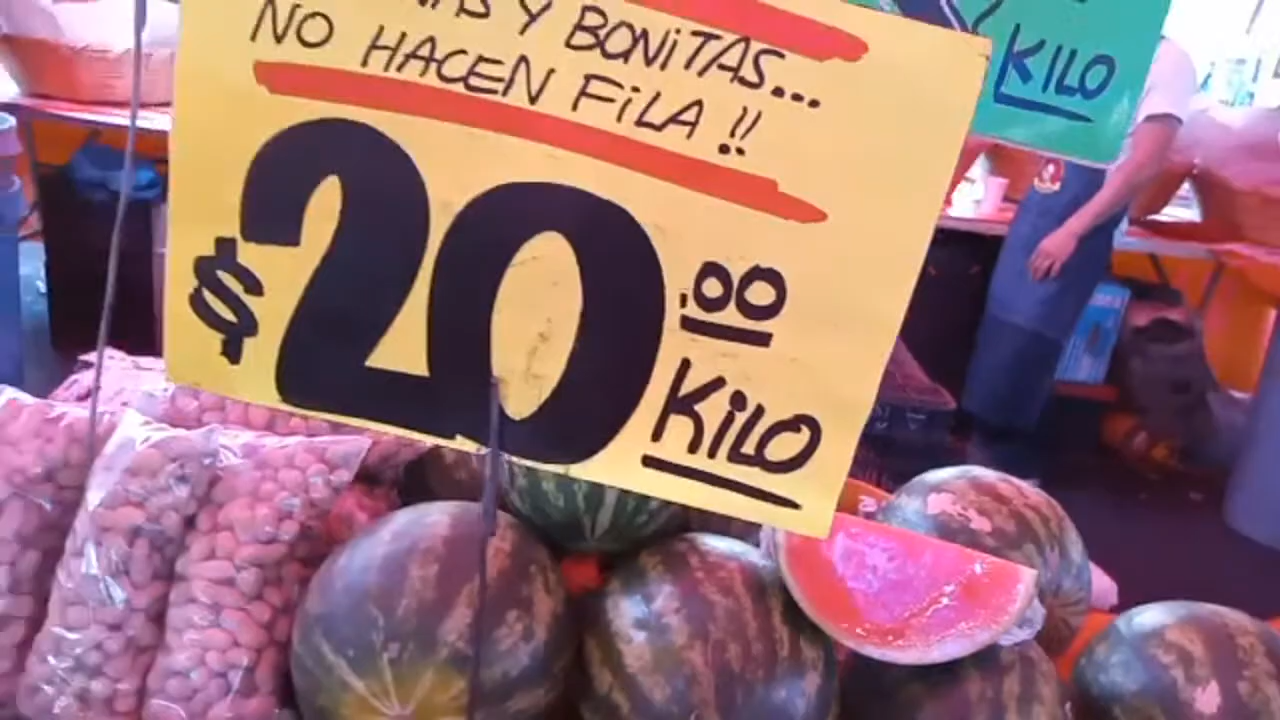 Y BONiTAS...
NO HACEN FiLA !!
$20.00
KiLO
KILO